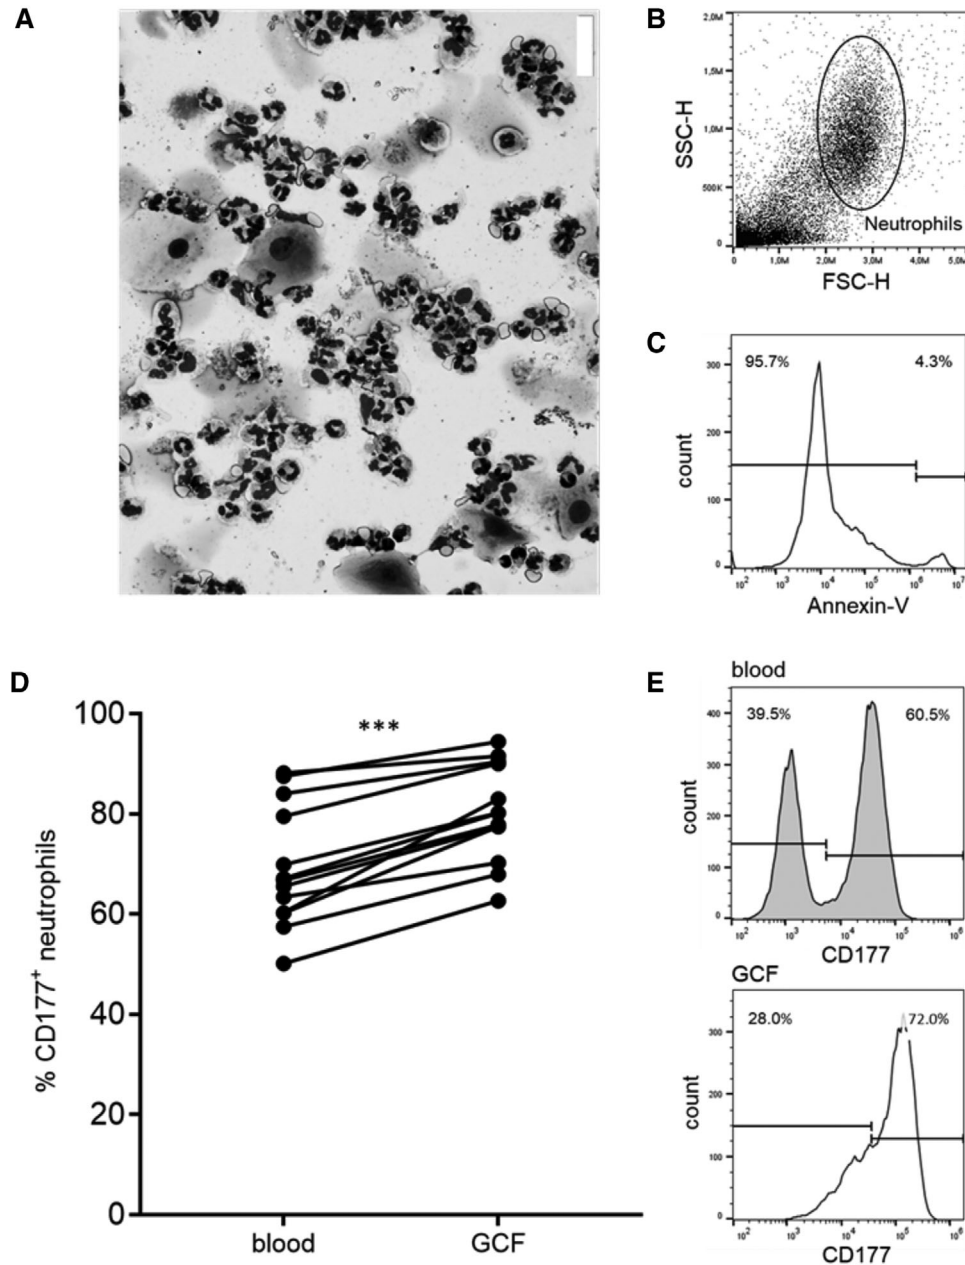 A
B
2,0M
1,5M
1,0M
500K
0
SSC-H
Neutrophils
0
1,0M
2,0M
3,0M
4,0M
5,0M
FSC-H
C
95.7%
4.3%
300
200
100
0
count
10²
10³
10⁴
10⁵
10⁶
10⁷
Annexin-V
D
100
80
60
40
20
0
% CD177⁺ neutrophils
***
blood
GCF
E
blood
39.5%
60.5%
400
300
200
100
0
count
10²
10³
10⁴
10⁵
10⁶
CD177
GCF
28.0%
72.0%
300
200
100
0
count
10²
10³
10⁴
10⁵
10⁶
CD177